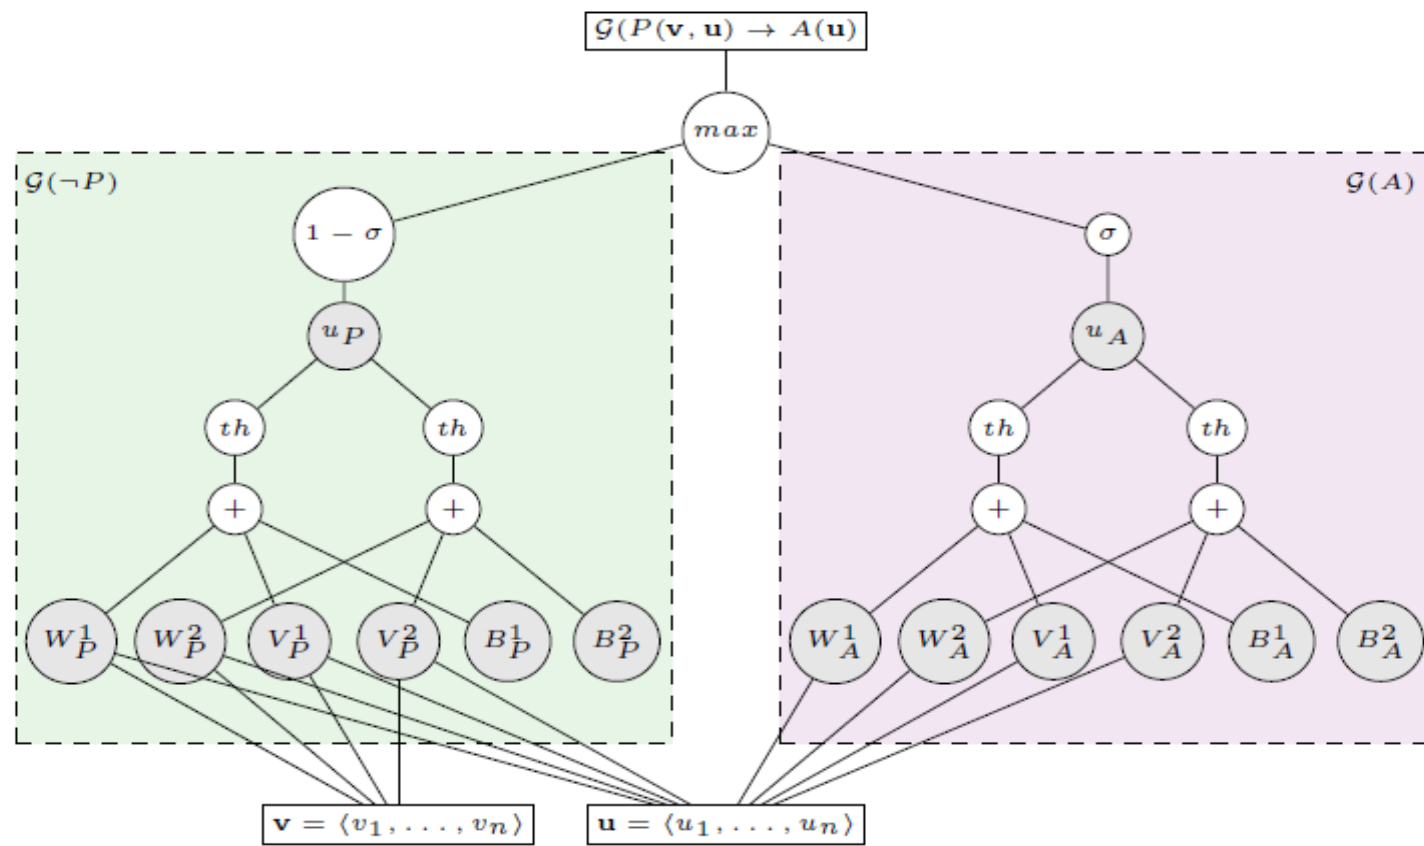 𝒢(P(v, u) → A(u)
max
𝒢(¬P)
𝒢(A)
1 − σ
σ
u_P
u_A
th th th th
+ + + +
W_P^1 W_P^2 V_P^1 V_P^2 B_P^1 B_P^2 W_A^1 W_A^2 V_A^1 V_A^2 B_A^1 B_A^2
v = ⟨v_1, . . . , v_n⟩
u = ⟨u_1, . . . , u_n⟩